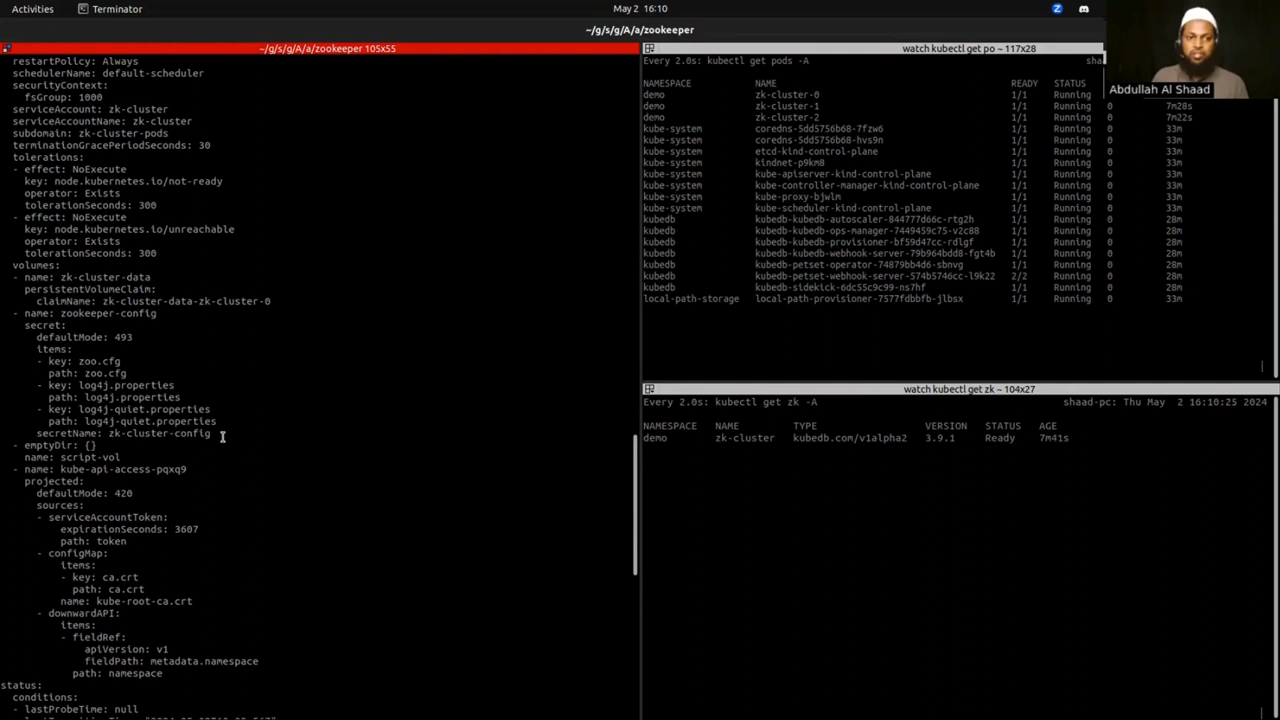 Activities
Terminator
May 2 16:10
~/g/s/g/A/a/zookeeper
~/g/s/g/A/a/zookeeper 105x55
restartPolicy: Always
schedulerName: default-scheduler
securityContext:
fsGroup: 1000
serviceAccount: zk-cluster
serviceAccountName: zk-cluster
subdomain: zk-cluster-pods
terminationGracePeriodSeconds: 30
tolerations:
- effect: NoExecute
key: node.kubernetes.io/not-ready
operator: Exists
tolerationSeconds: 300
- effect: NoExecute
key: node.kubernetes.io/unreachable
operator: Exists
tolerationSeconds: 300
volumes:
- name: zk-cluster-data
persistentVolumeClaim:
claimName: zk-cluster-data-zk-cluster-0
- name: zookeeper-config
secret:
defaultMode: 493
items:
- key: zoo.cfg
path: zoo.cfg
- key: log4j.properties
path: log4j.properties
- key: log4j-quiet.properties
path: log4j-quiet.properties
secretName: zk-cluster-config
- emptyDir: {}
name: script-vol
- name: kube-api-access-pqxq9
projected:
defaultMode: 420
sources:
- serviceAccountToken:
expirationSeconds: 3607
path: token
- configMap:
items:
- key: ca.crt
path: ca.crt
name: kube-root-ca.crt
- downwardAPI:
items:
- fieldRef:
apiVersion: v1
fieldPath: metadata.namespace
path: namespace
status:
conditions:
- lastProbeTime: null
watch kubectl get po ~ 117x28
Every 2.0s: kubectl get pods -A sha
NAMESPACE NAME READY STATUS
demo zk-cluster-0 1/1 Running
demo zk-cluster-1 1/1 Running 0 7m28s
demo zk-cluster-2 1/1 Running 0 7m22s
kube-system coredns-5dd5756b68-7fzw6 1/1 Running 0 33m
kube-system coredns-5dd5756b68-hvs9n 1/1 Running 0 33m
kube-system etcd-kind-control-plane 1/1 Running 0 33m
kube-system kindnet-p9km8 1/1 Running 0 33m
kube-system kube-apiserver-kind-control-plane 1/1 Running 0 33m
kube-system kube-controller-manager-kind-control-plane 1/1 Running 0 33m
kube-system kube-proxy-bjwlm 1/1 Running 0 33m
kube-system kube-scheduler-kind-control-plane 1/1 Running 0 33m
kubedb kubedb-kubedb-autoscaler-844777d66c-rtg2h 1/1 Running 0 28m
kubedb kubedb-kubedb-ops-manager-7449459c75-v2c88 1/1 Running 0 28m
kubedb kubedb-kubedb-provisioner-bf59d47cc-rdlgf 1/1 Running 0 28m
kubedb kubedb-kubedb-webhook-server-79b964bdd8-fgt4b 1/1 Running 0 28m
kubedb kubedb-petset-operator-74879bb4d6-sbnvg 1/1 Running 0 28m
kubedb kubedb-petset-webhook-server-574b5746cc-l9k22 2/2 Running 0 28m
kubedb kubedb-sidekick-6dc55c9c99-ns7hf 1/1 Running 0 28m
local-path-storage local-path-provisioner-7577fdbbfb-jlbsx 1/1 Running 0 33m
Abdullah Al Shaad
watch kubectl get zk ~ 104x27
Every 2.0s: kubectl get zk -A shaad-pc: Thu May 2 16:10:25 2024
NAMESPACE NAME TYPE VERSION STATUS AGE
demo zk-cluster kubedb.com/v1alpha2 3.9.1 Ready 7m41s